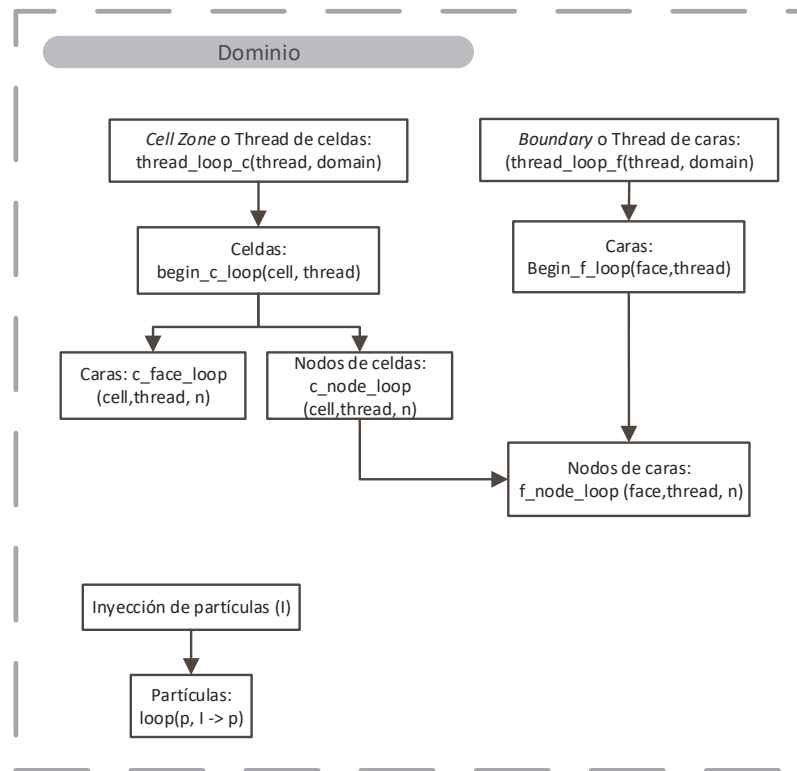 Dominio
Cell Zone o Thread de celdas:
thread_loop_c(thread, domain)
Boundary o Thread de caras:
(thread_loop_f(thread, domain)
Celdas:
begin_c_loop(cell, thread)
Caras:
Begin_f_loop(face,thread)
Caras: c_face_loop
(cell,thread, n)
Nodos de celdas:
c_node_loop
(cell,thread, n)
Nodos de caras:
f_node_loop (face,thread, n)
Inyección de partículas (I)
Partículas:
loop(p, I -> p)